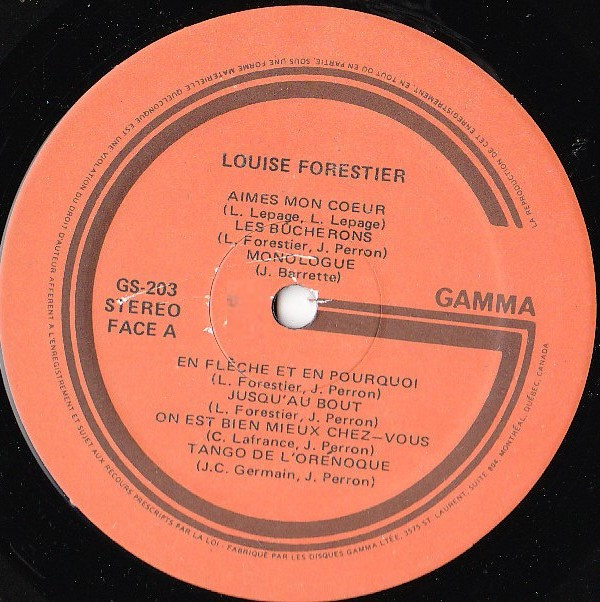 LOUISE FORESTIER
AIMES MON COEUR
(L. Lepage, L. Lepage)
LES BÛCHERONS
(L. Forestier, J. Perron)
MONOLOGUE
(J. Barrette)
GS-203
STEREO
FACE A
GAMMA
EN FLÈCHE ET EN POURQUOI
(L. Forestier, J. Perron)
JUSQU'AU BOUT
(L. Forestier, J. Perron)
ON EST BIEN MIEUX CHEZ-VOUS
(C. Lafrance, J. Perron)
TANGO DE L'ORENOQUE
(J.C. Germain, J. Perron)
LA REPRODUCTION DE CET ENREGISTREMENT, EN TOUT OU EN PARTIE, SOUS UNE FORME MATERIELLE QUELCONQUE EST UNE VIOLATION DU DROIT D'AUTEUR AFFERENT A L'ENREGISTREMENT ET SUJET AUX RECOURS PRESCRITS PAR LA LOI - FABRIQUÉ PAR LES DISQUES GAMMA LTÉE, 3575 ST. LAURENT, SUITE 804, MONTRÉAL, QUÉBEC, CANADA